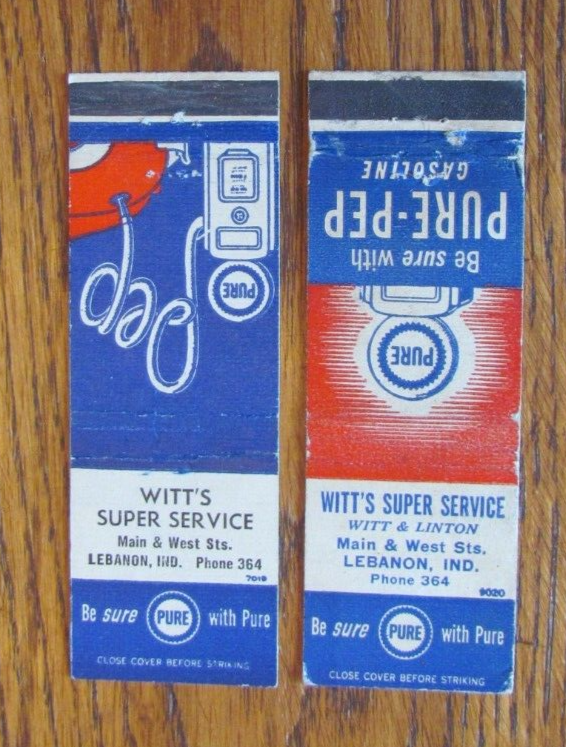 PURE
Pep
WITT'S
SUPER SERVICE
Main & West Sts.
LEBANON, IND. Phone 364
7019
Be sure PURE with Pure
CLOSE COVER BEFORE STRIKING
Be sure with
PURE-PEP
GASOLINE
PURE
WITT'S SUPER SERVICE
WITT & LINTON
Main & West Sts.
LEBANON, IND.
Phone 364
9020
Be sure PURE with Pure
CLOSE COVER BEFORE STRIKING